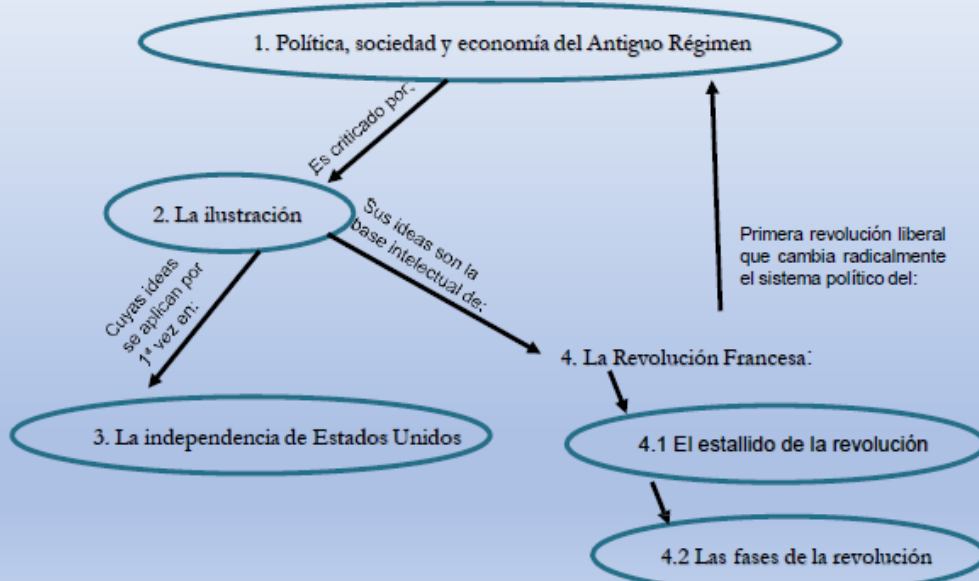 1. Política, sociedad y economía del Antiguo Régimen
Es criticado por:
2. La ilustración
Sus ideas son la
base intelectual de:
Cuyas ideas
se aplican por
1ª vez en:
Primera revolución liberal
que cambia radicalmente
el sistema político del:
4. La Revolución Francesa:
3. La independencia de Estados Unidos
4.1 El estallido de la revolución
4.2 Las fases de la revolución